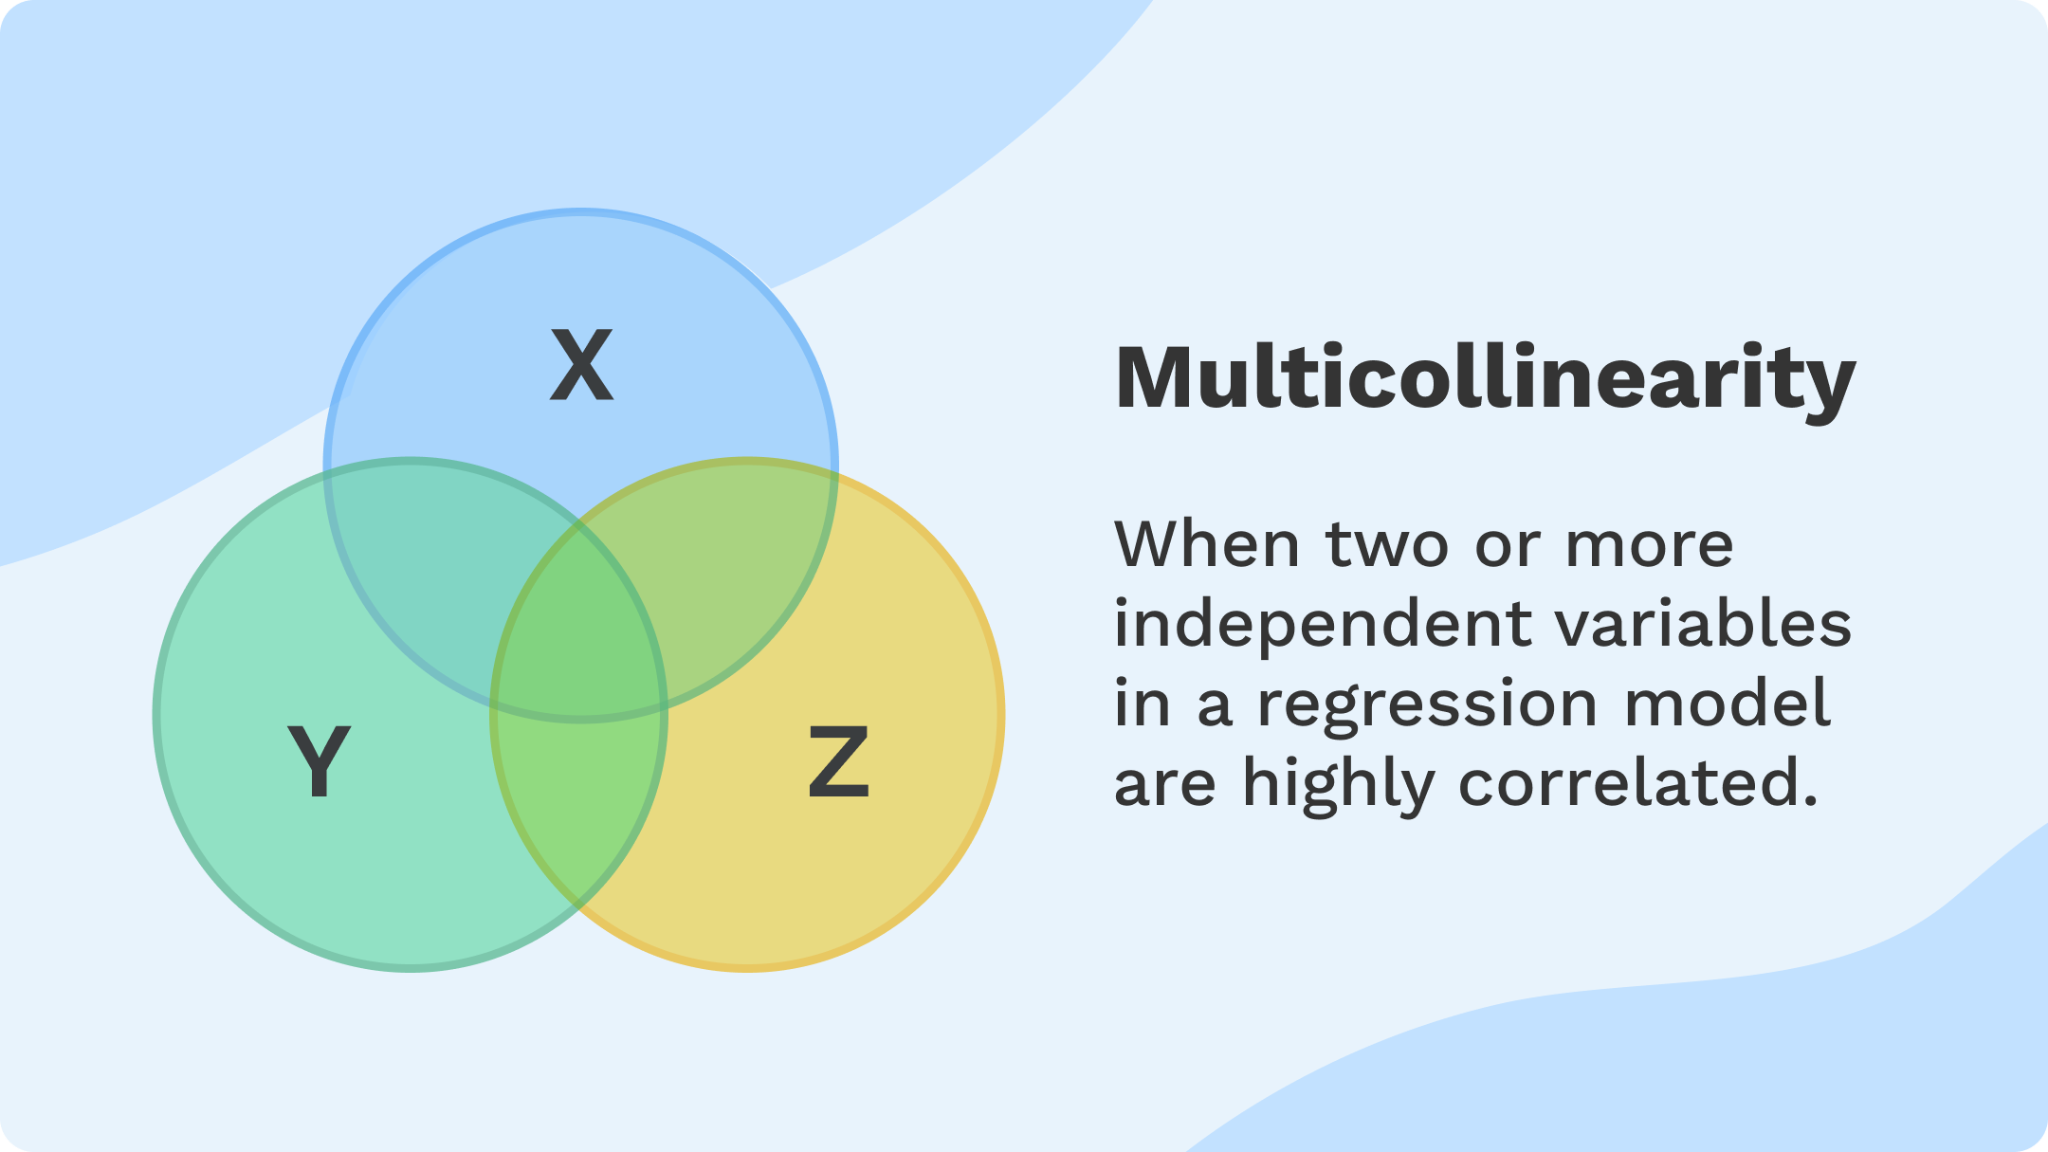 X
Y
Z
Multicollinearity
When two or more
independent variables
in a regression model
are highly correlated.